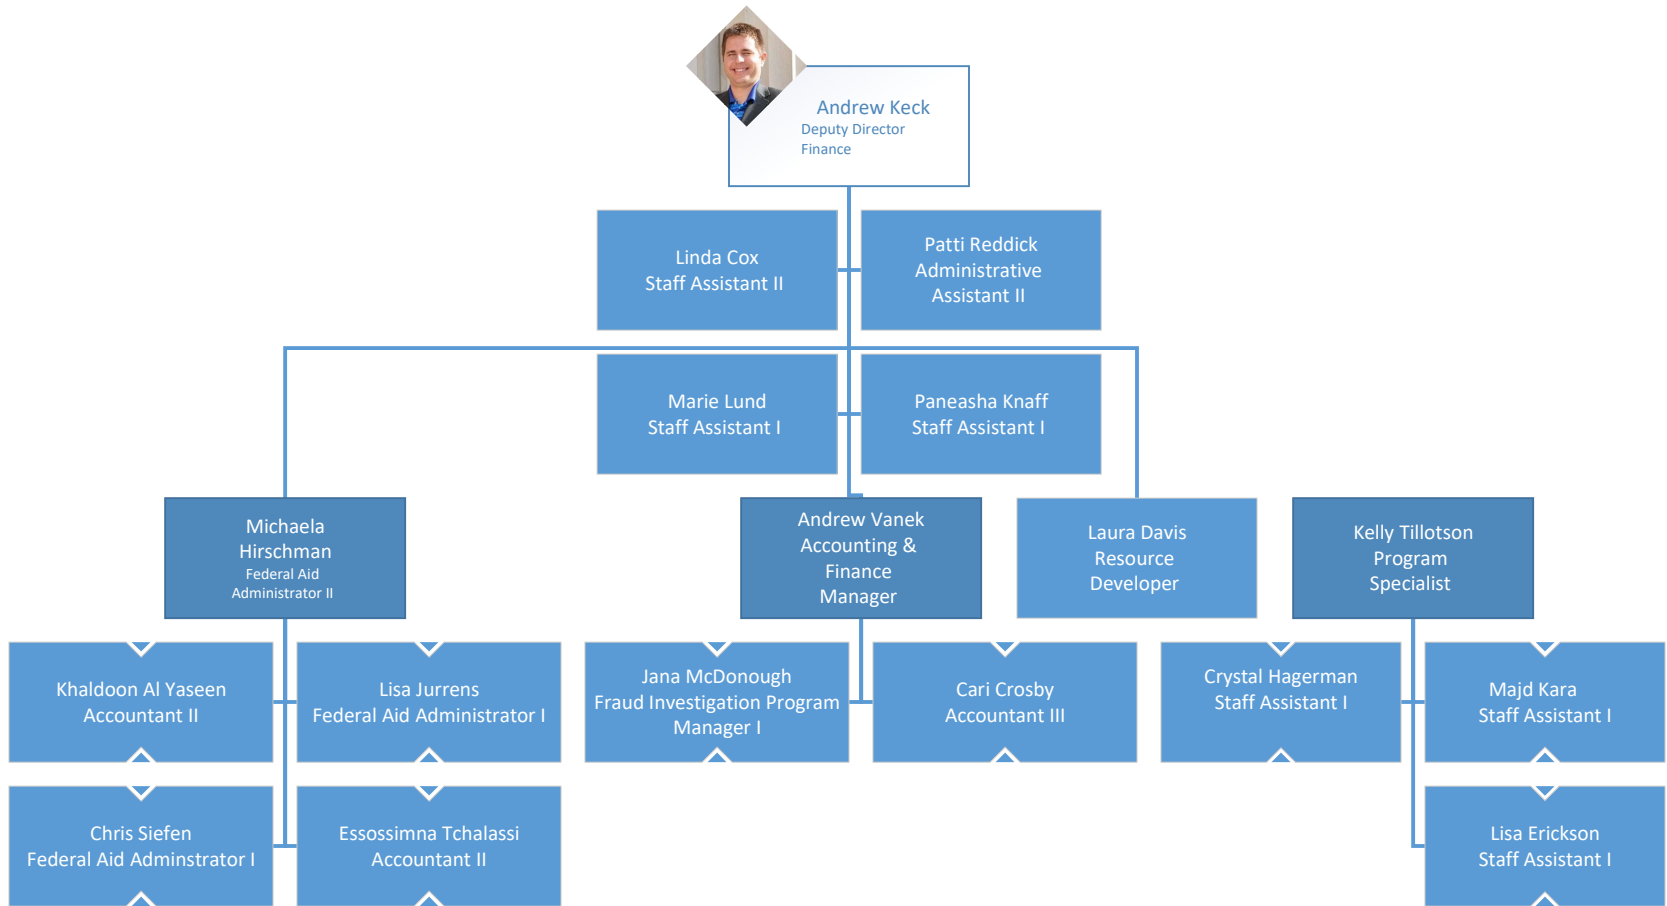 Andrew Keck
Deputy Director
Finance
Linda Cox
Staff Assistant II
Patti Reddick
Administrative
Assistant II
Marie Lund
Staff Assistant I
Paneasha Knaff
Staff Assistant I
Michaela
Hirschman
Federal Aid
Administrator II
Andrew Vanek
Accounting &
Finance
Manager
Laura Davis
Resource
Developer
Kelly Tillotson
Program
Specialist
Khaldoon Al Yaseen
Accountant II
Lisa Jurrens
Federal Aid Administrator I
Jana McDonough
Fraud Investigation Program
Manager I
Cari Crosby
Accountant III
Crystal Hagerman
Staff Assistant I
Majd Kara
Staff Assistant I
Chris Siefen
Federal Aid Adminstrator I
Essossimna Tchalassi
Accountant II
Lisa Erickson
Staff Assistant I